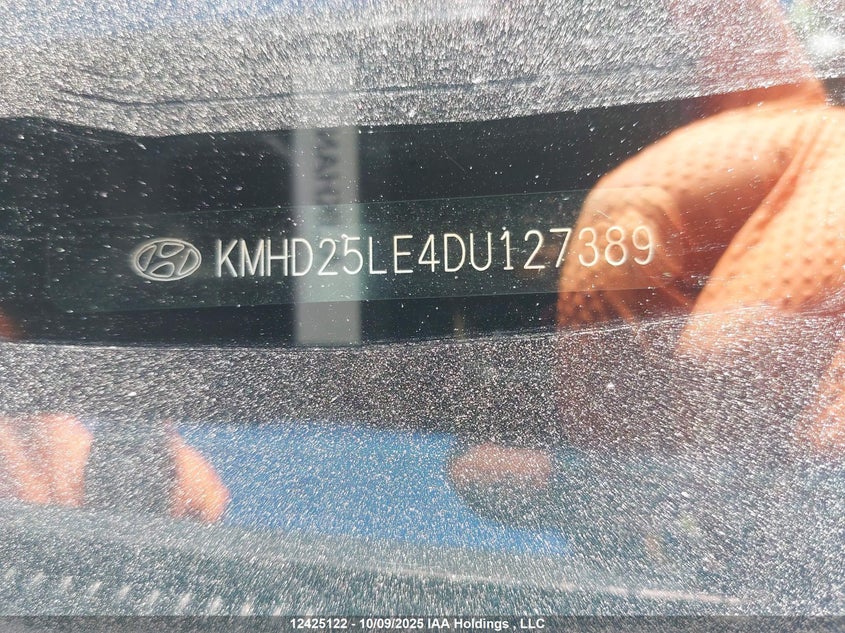 KMHD25LE4DU127389
12425122 - 10/09/2025 IAA Holdings , LLC